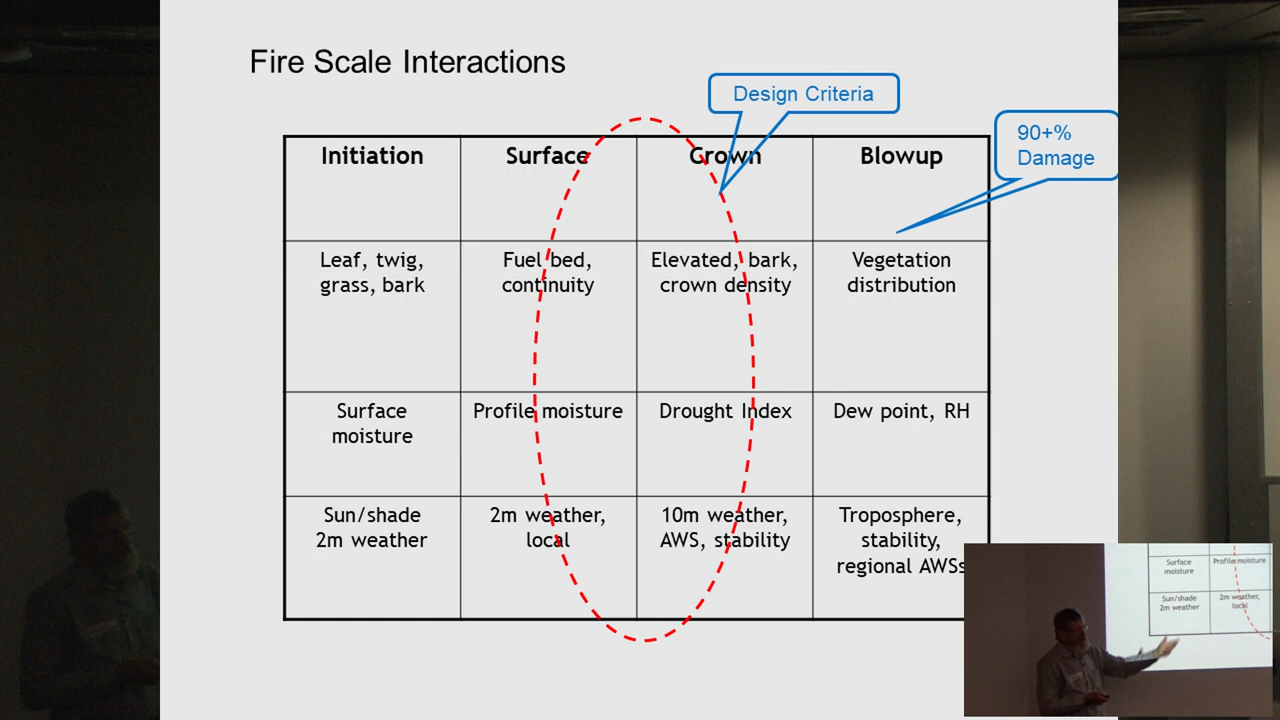 Fire Scale Interactions
Design Criteria
90+%
Damage
Initiation
Surface
Crown
Blowup
Leaf, twig,
grass, bark
Fuel bed,
continuity
Elevated, bark,
crown density
Vegetation
distribution
Surface
moisture
Profile moisture
Drought Index
Dew point, RH
Sun/shade
2m weather
2m weather,
local
10m weather,
AWS, stability
Troposphere,
stability,
regional AWSs
Surface
moisture
Profile moisture
Sun/shade
2m weather
2m weather,
local